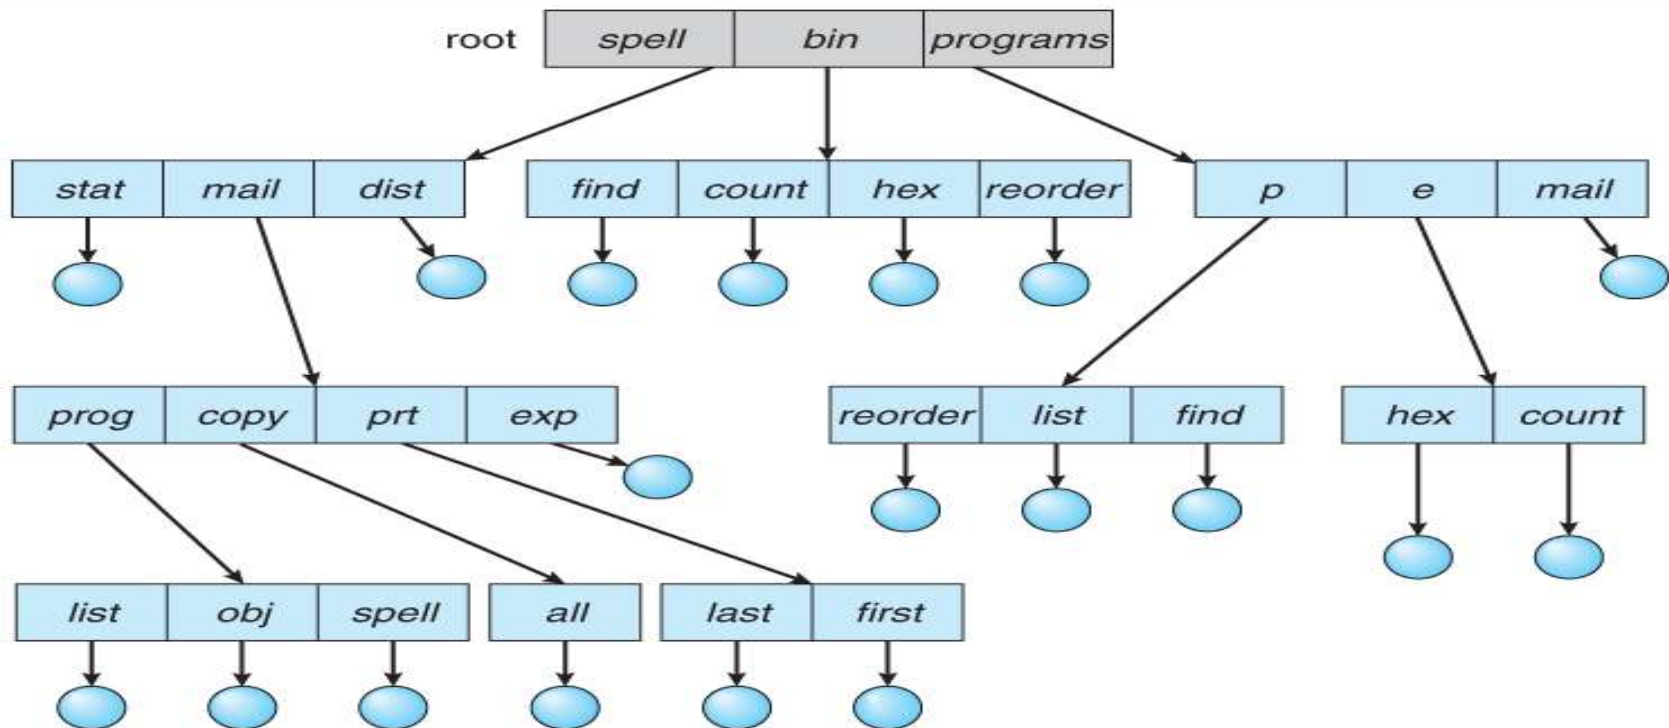 root spell bin programs
stat mail dist find count hex reorder p e mail
prog copy prt exp reorder list find hex count
list obj spell all last first